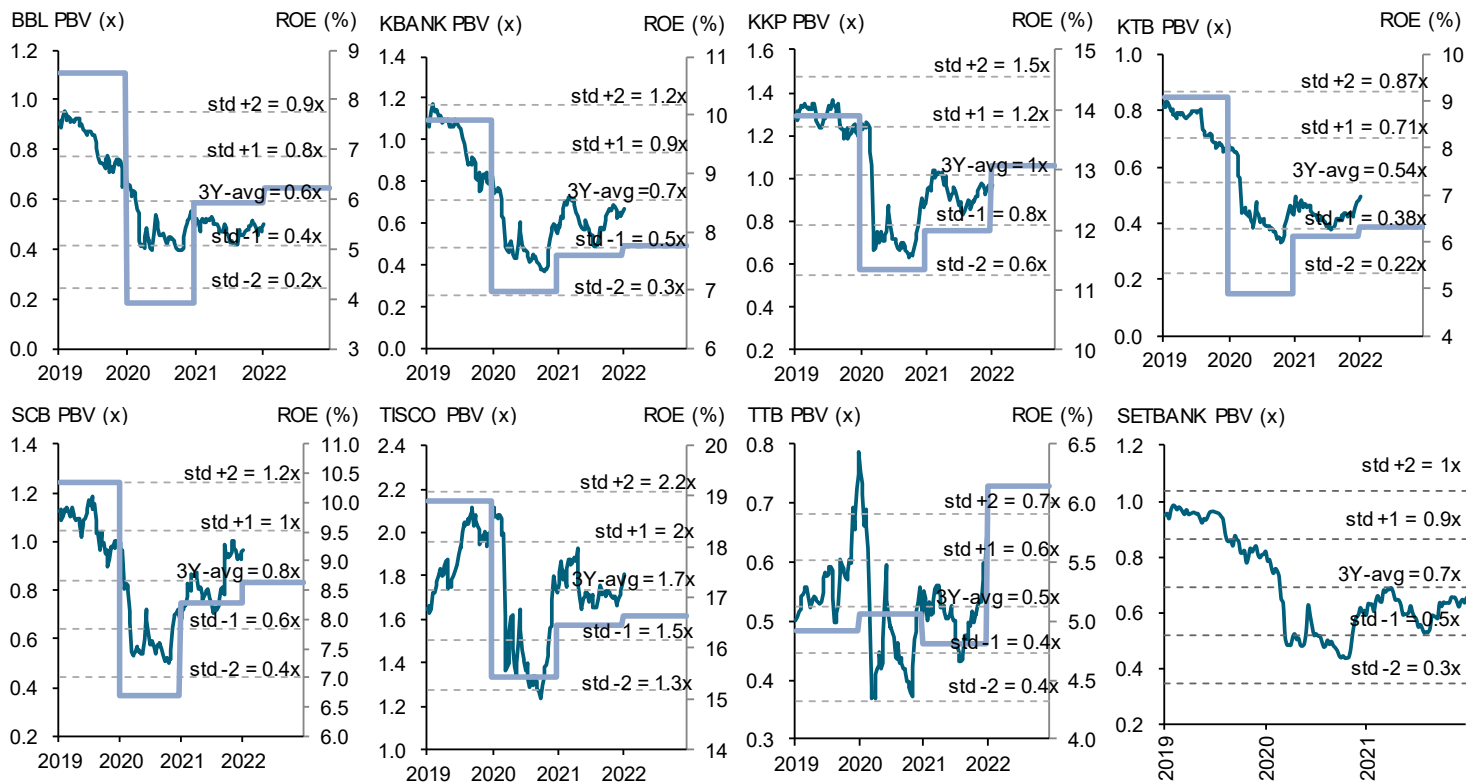 BBL PBV (x) ROE (%)
1.2
1.0
0.8
0.6
0.4
0.2
0.0
9
8
7
6
5
4
3
std +2 = 0.9x
std +1 = 0.8x
3Y-avg = 0.6x
std -1 = 0.4x
std -2 = 0.2x
2019 2020 2021 2022
KBANK PBV (x) ROE (%)
1.4
1.2
1.0
0.8
0.6
0.4
0.2
0.0
11
10
9
8
7
6
std +2 = 1.2x
std +1 = 0.9x
3Y-avg = 0.7x
std -1 = 0.5x
std -2 = 0.3x
2019 2020 2021 2022
KKP PBV (x) ROE (%)
1.6
1.4
1.2
1.0
0.8
0.6
0.4
0.2
15
14
13
12
11
10
std +2 = 1.5x
std +1 = 1.2x
3Y-avg = 1x
std -1 = 0.8x
std -2 = 0.6x
2019 2020 2021 2022
KTB PBV (x) ROE (%)
1.0
0.8
0.6
0.4
0.2
0.0
10
9
8
7
6
5
4
std +2 = 0.87x
std +1 = 0.71x
3Y-avg = 0.54x
std -1 = 0.38x
std -2 = 0.22x
2019 2020 2021 2022
SCB PBV (x) ROE (%)
1.4
1.2
1.0
0.8
0.6
0.4
0.2
11.0
10.5
10.0
9.5
9.0
8.5
8.0
7.5
7.0
6.5
6.0
std +2 = 1.2x
std +1 = 1x
3Y-avg = 0.8x
std -1 = 0.6x
std -2 = 0.4x
2019 2020 2021 2022
TISCO PBV (x) ROE (%)
2.4
2.2
2.0
1.8
1.6
1.4
1.2
1.0
20
19
18
17
16
15
14
std +2 = 2.2x
std +1 = 2x
3Y-avg = 1.7x
std -1 = 1.5x
std -2 = 1.3x
2019 2020 2021 2022
TTB PBV (x) ROE (%)
0.8
0.7
0.6
0.5
0.4
0.3
6.5
6.0
5.5
5.0
4.5
4.0
std +2 = 0.7x
std +1 = 0.6x
3Y-avg = 0.5x
std -1 = 0.4x
std -2 = 0.4x
2019 2020 2021 2022
SETBANK PBV (x)
1.2
1.0
0.8
0.6
0.4
0.2
std +2 = 1x
std +1 = 0.9x
3Y-avg = 0.7x
std -1 = 0.5x
std -2 = 0.3x
2019 2020 2021